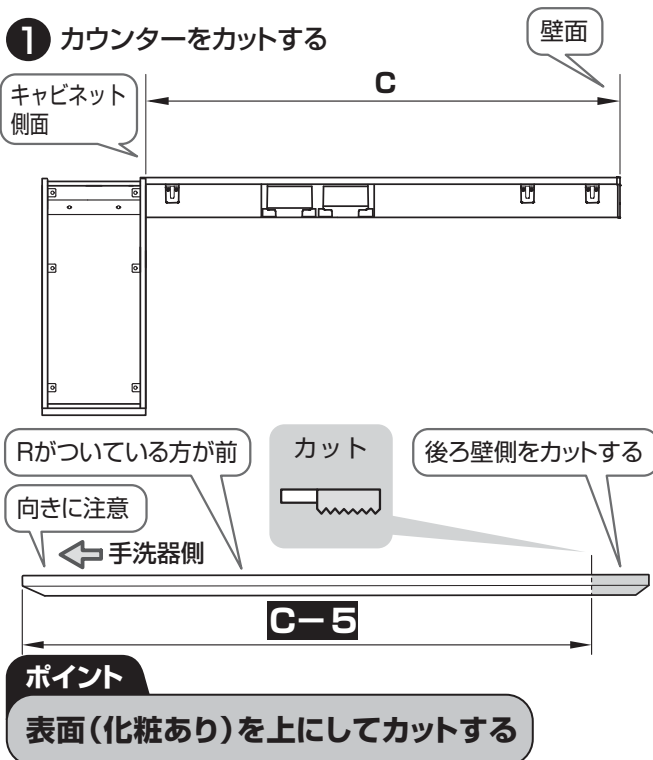 1 カウンターをカットする
壁面
キャビネット
側面
C
Rがついている方が前
カット
後ろ壁側をカットする
向きに注意
手洗器側
C－5
ポイント
表面（化粧あり）を上にしてカットする